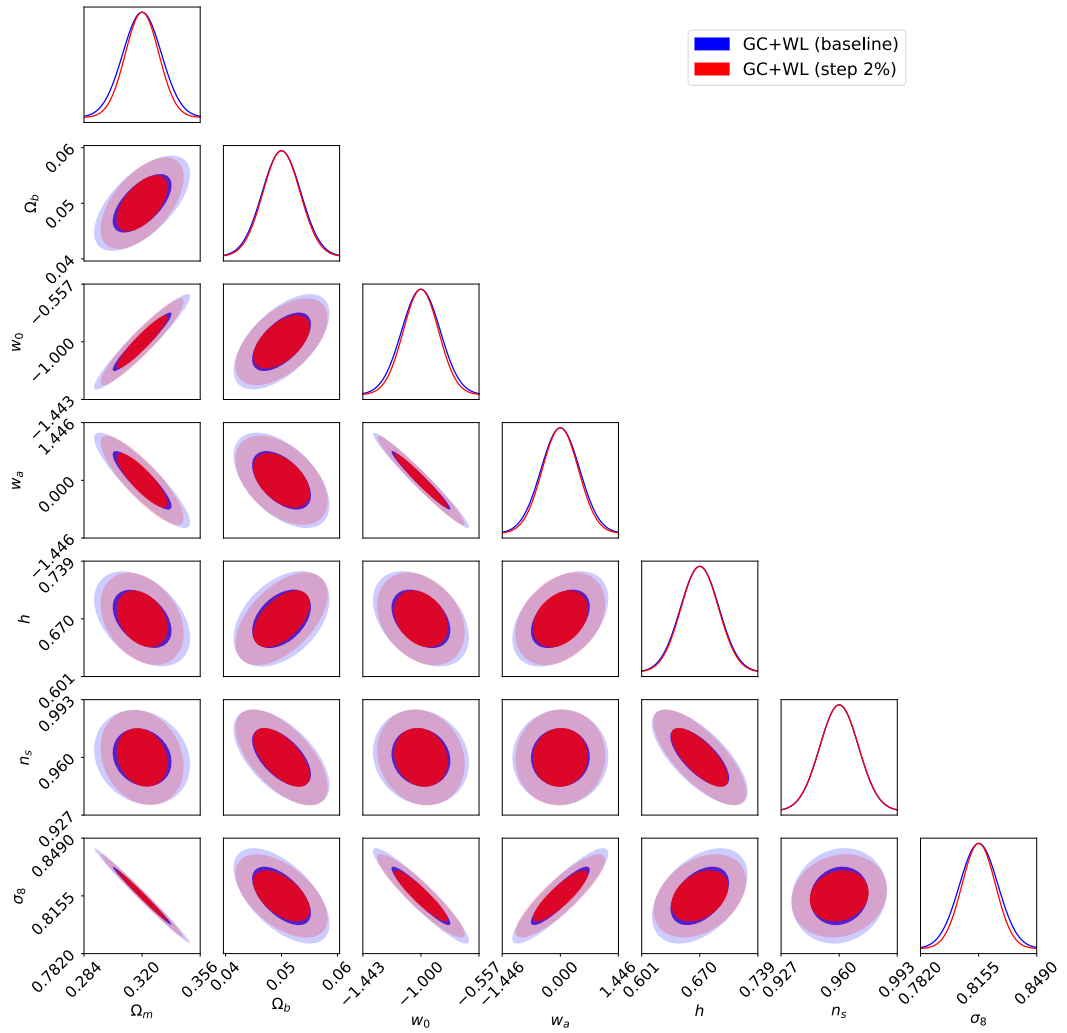 GC+WL (baseline)
GC+WL (step 2%)
0.06
0.05
0.04
Ω_b
−0.557
−1.000
−1.443
w_0
1.446
0.000
−1.446
w_a
0.739
0.670
0.601
h
0.993
0.960
0.927
n_s
0.8490
0.8155
0.7820
σ_8
0.284 0.320 0.356
Ω_m
0.04 0.05 0.06
Ω_b
−1.443 −1.000 −0.557
w_0
−1.446 0.000 1.446
w_a
0.601 0.670 0.739
h
0.927 0.960 0.993
n_s
0.7820 0.8155 0.8490
σ_8